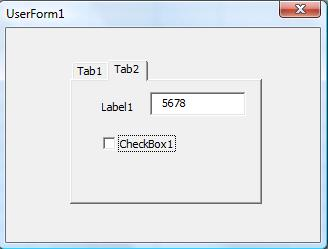 UserForm1
Tab1 Tab2
Label1 5678
CheckBox1